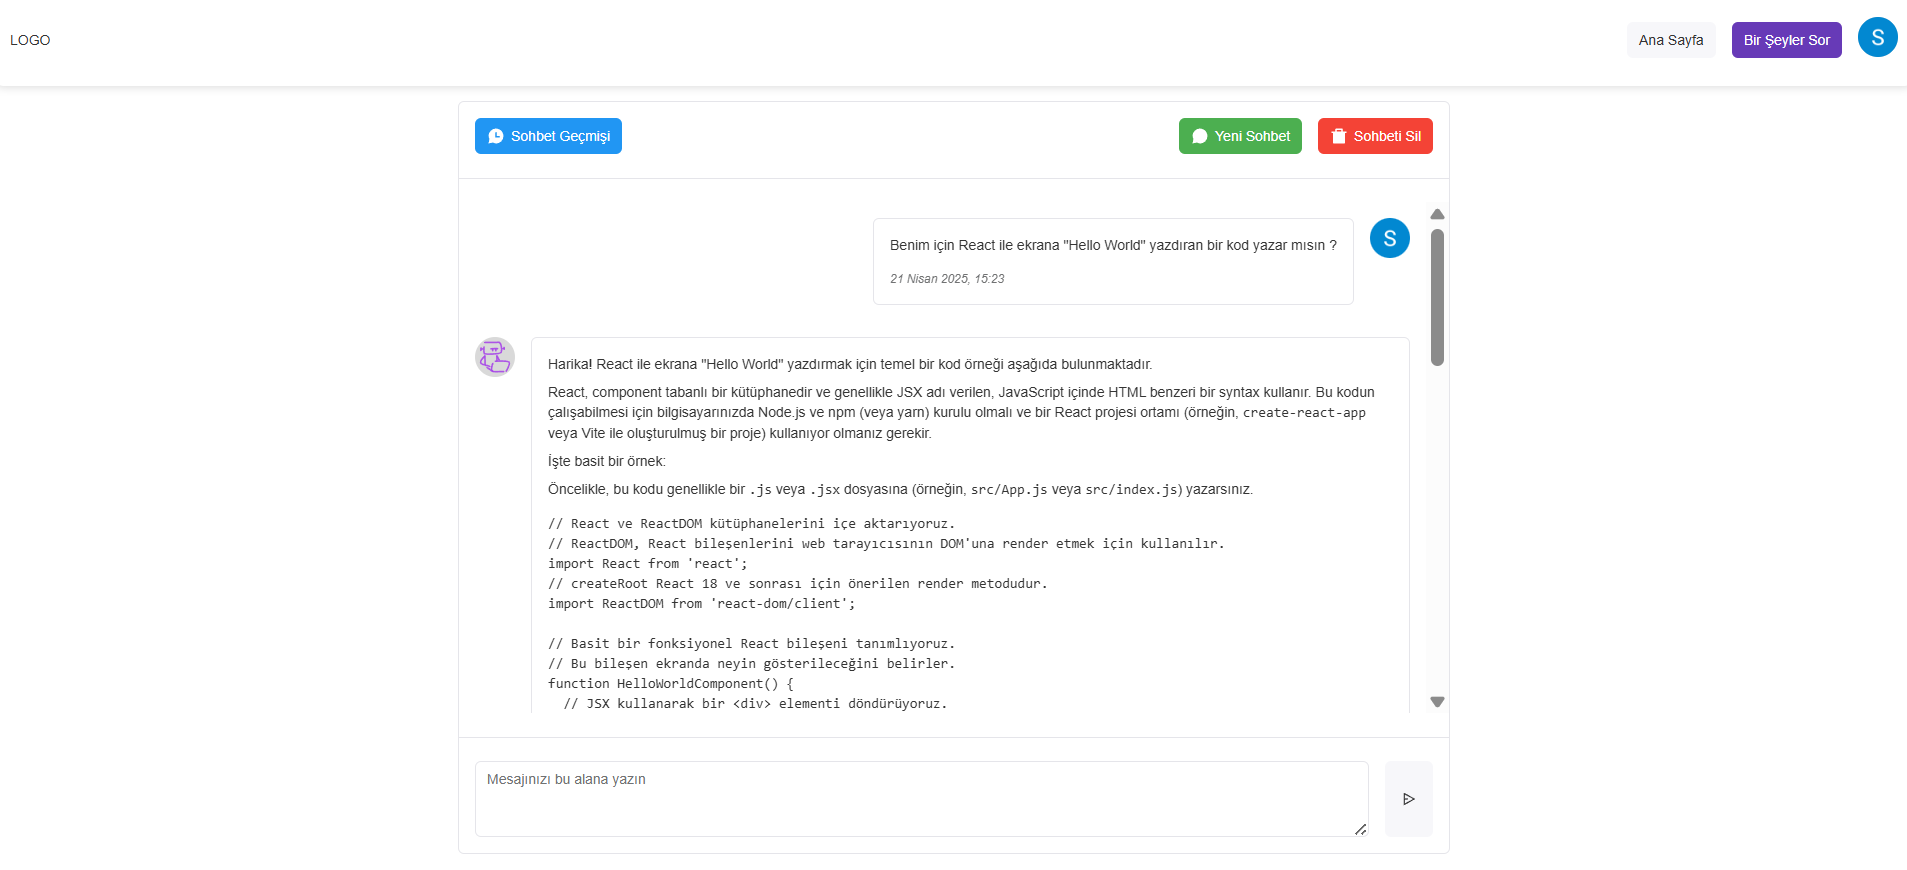 LOGO
Ana Sayfa
Bir Şeyler Sor
S
Sohbet Geçmişi
Yeni Sohbet
Sohbeti Sil
Benim için React ile ekrana "Hello World" yazdıran bir kod yazar mısın ?
21 Nisan 2025, 15:23
S
Harika! React ile ekrana "Hello World" yazdırmak için temel bir kod örneği aşağıda bulunmaktadır.
React, component tabanlı bir kütüphanedir ve genellikle JSX adı verilen, JavaScript içinde HTML benzeri bir syntax kullanır. Bu kodun
çalışabilmesi için bilgisayarınızda Node.js ve npm (veya yarn) kurulu olmalı ve bir React projesi ortamı (örneğin, create-react-app
veya Vite ile oluşturulmuş bir proje) kullanıyor olmanız gerekir.
İşte basit bir örnek:
Öncelikle, bu kodu genellikle bir .js veya .jsx dosyasına (örneğin, src/App.js veya src/index.js) yazarsınız.
// React ve ReactDOM kütüphanelerini içe aktarıyoruz.
// ReactDOM, React bileşenlerini web tarayıcısının DOM'una render etmek için kullanılır.
import React from 'react';
// createRoot React 18 ve sonrası için önerilen render metodudur.
import ReactDOM from 'react-dom/client';
// Basit bir fonksiyonel React bileşeni tanımlıyoruz.
// Bu bileşen ekranda neyin gösterileceğini belirler.
function HelloWorldComponent() {
  // JSX kullanarak bir <div> elementi döndürüyoruz.
Mesajınızı bu alana yazın